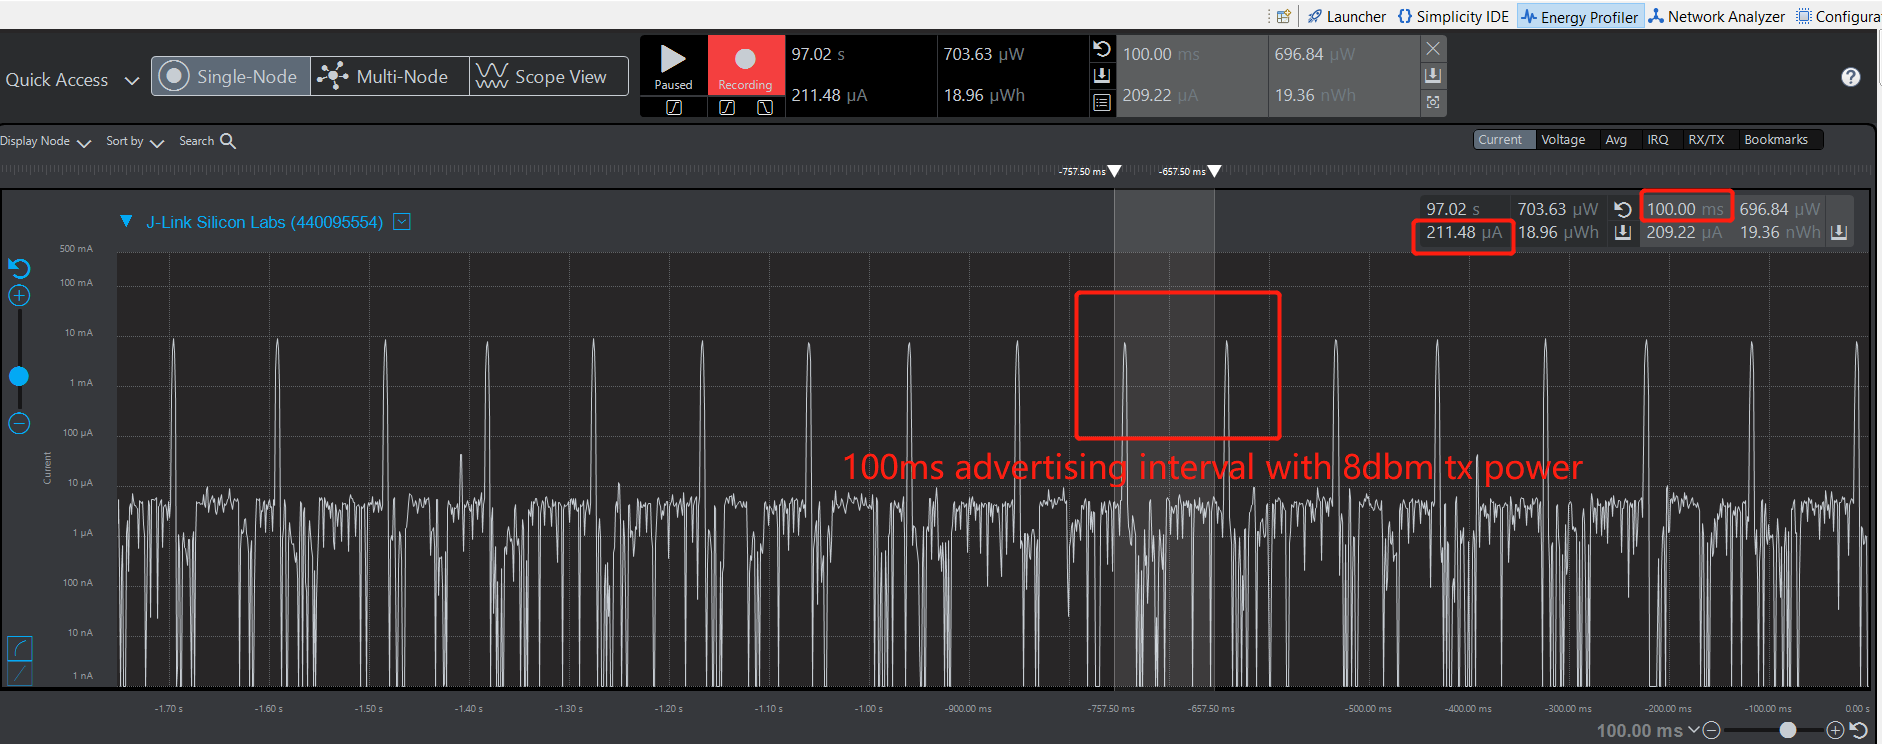 Launcher Simplicity IDE Energy Profiler Network Analyzer Configura
Quick Access Single-Node Multi-Node Scope View
Paused Recording
97.02 s 703.63 µW 100.00 ms 696.84 µW
211.48 µA 18.96 µWh 209.22 µA 19.36 nWh
Display Node Sort by Search Current Voltage Avg IRQ RX/TX Bookmarks
-757.50 ms -657.50 ms
J-Link Silicon Labs (440095554)
97.02 s 703.63 µW 100.00 ms 696.84 µW
211.48 µA 18.96 µWh 209.22 µA 19.36 nWh
500 mA
100 mA
10 mA
1 mA
100 µA
10 µA
1 µA
100 nA
10 nA
1 nA
Current
100ms advertising interval with 8dbm tx power
-1.70 s -1.60 s -1.50 s -1.40 s -1.30 s -1.20 s -1.10 s -1.00 s -900.00 ms -757.50 ms -657.50 ms -500.00 ms -400.00 ms -300.00 ms -200.00 ms -100.00 ms 0.00 s
100.00 ms